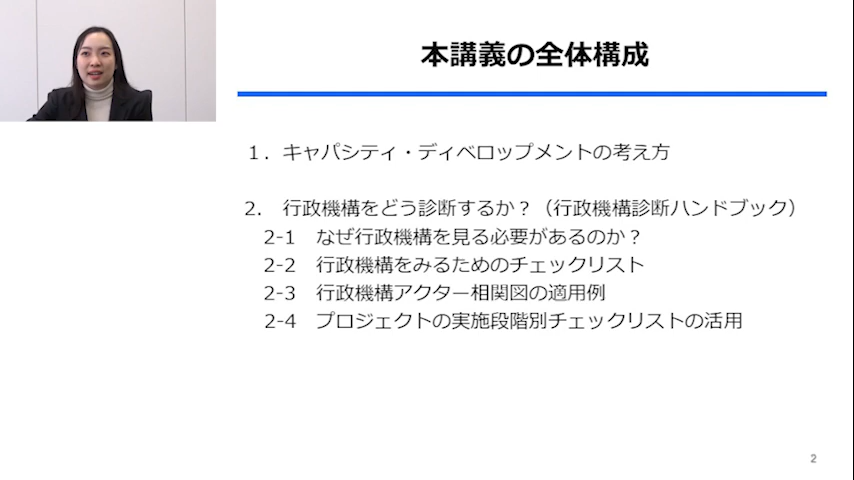 本講義の全体構成
１．キャパシティ・ディベロップメントの考え方
2.　行政機構をどう診断するか？（行政機構診断ハンドブック）
2-1　なぜ行政機構を見る必要があるのか？
2-2　行政機構をみるためのチェックリスト
2-3　行政機構アクター相関図の適用例
2-4　プロジェクトの実施段階別チェックリストの活用
2